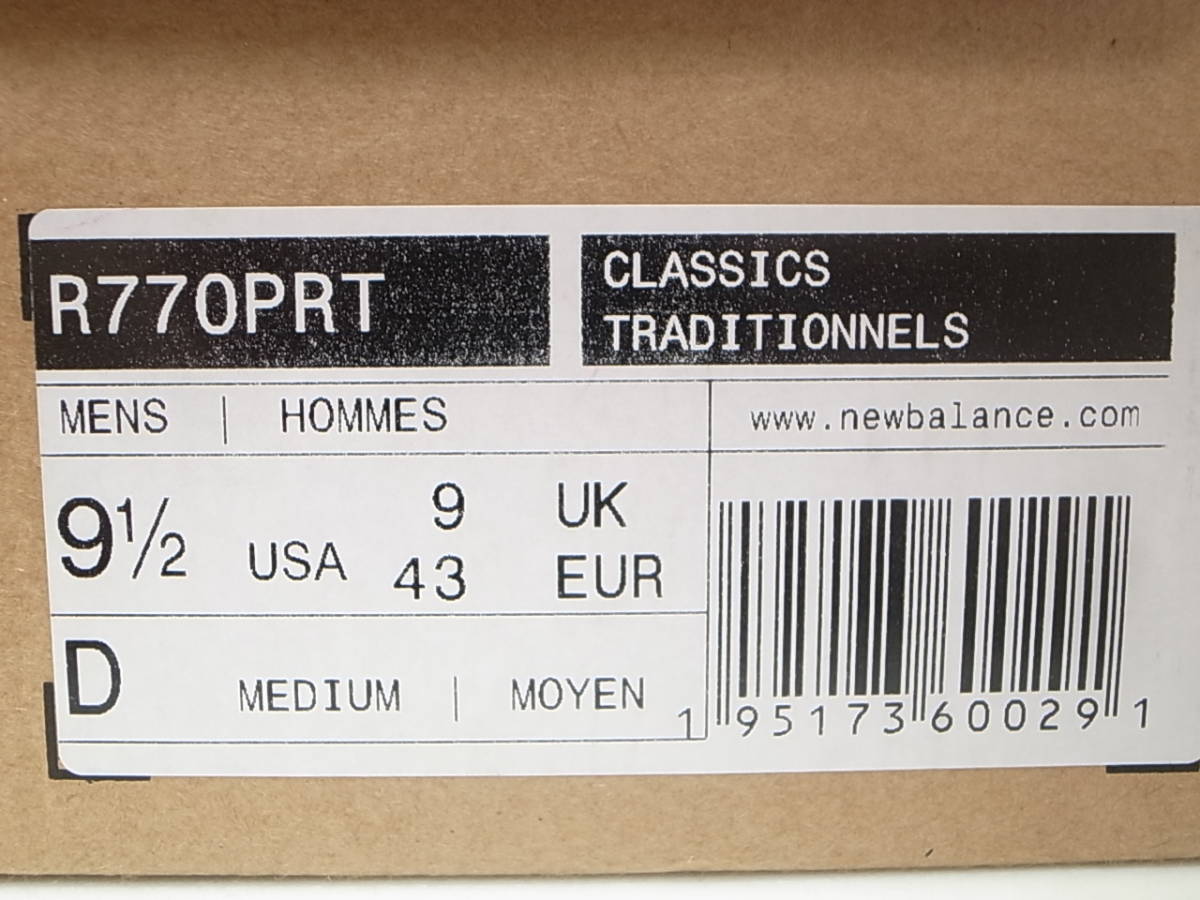 R770PRT
CLASSICS
TRADITIONNELS
MENS | HOMMES
www.newbalance.com
9½ USA
9 UK
43 EUR
D MEDIUM | MOYEN
1 95173 60029 1